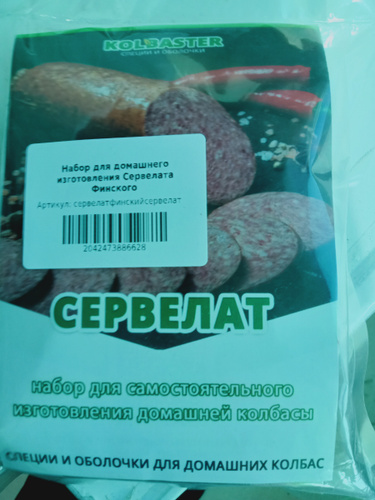 KOLBASTER
СПЕЦИИ И ОБОЛОЧКИ
Набор для домашнего
изготовления Сервелата
Финского
Артикул: сервелатфинскийсервелат
2042473886628
СЕРВЕЛАТ
набор для самостоятельного
изготовления домашней колбасы
СПЕЦИИ И ОБОЛОЧКИ ДЛЯ ДОМАШНИХ КОЛБАС